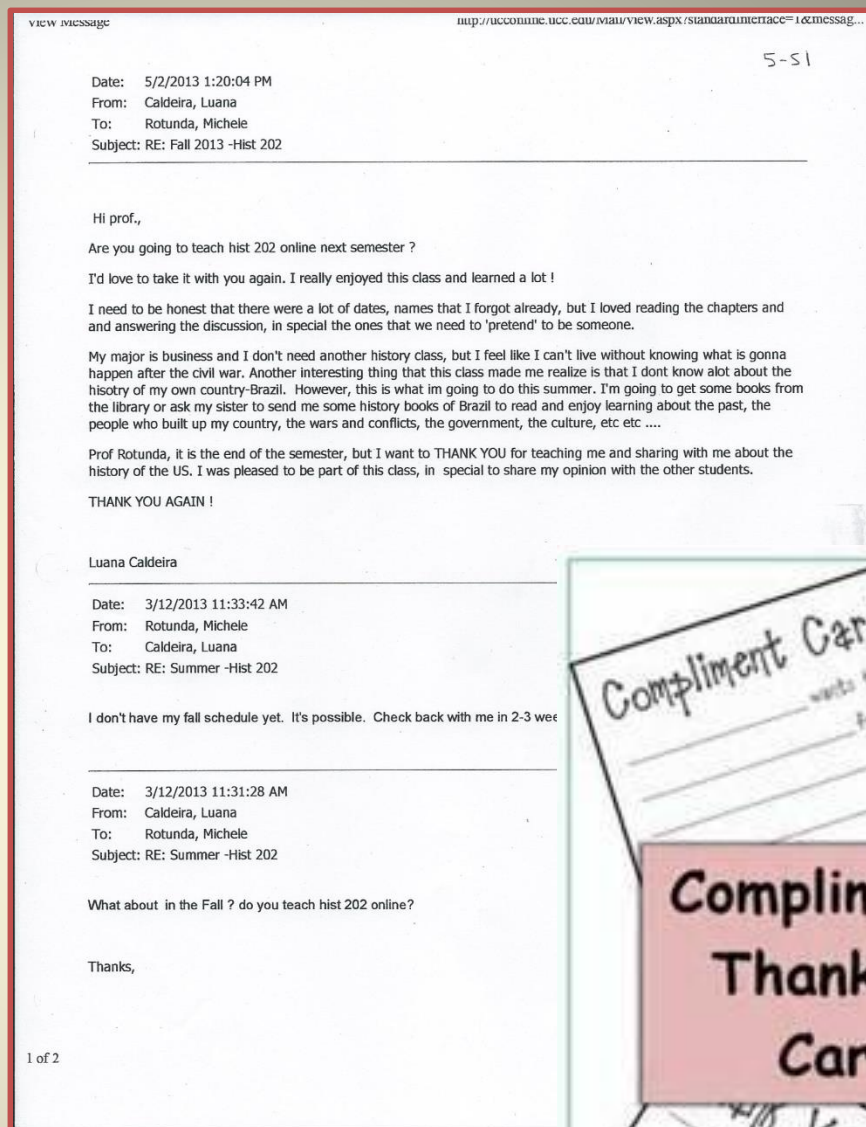 View Message
http://ucconline.ucc.edu/Mail/view.aspx?standardinterface=1&messag...
5-51
Date: 5/2/2013 1:20:04 PM
From: Caldeira, Luana
To: Rotunda, Michele
Subject: RE: Fall 2013 -Hist 202
Hi prof.,
Are you going to teach hist 202 online next semester ?
I'd love to take it with you again. I really enjoyed this class and learned a lot !
I need to be honest that there were a lot of dates, names that I forgot already, but I loved reading the chapters and
and answering the discussion, in special the ones that we need to 'pretend' to be someone.
My major is business and I don't need another history class, but I feel like I can't live without knowing what is gonna
happen after the civil war. Another interesting thing that this class made me realize is that I dont know alot about the
hisotry of my own country-Brazil. However, this is what im going to do this summer. I'm going to get some books from
the library or ask my sister to send me some history books of Brazil to read and enjoy learning about the past, the
people who built up my country, the wars and conflicts, the government, the culture, etc etc ....
Prof Rotunda, it is the end of the semester, but I want to THANK YOU for teaching me and sharing with me about the
history of the US. I was pleased to be part of this class, in special to share my opinion with the other students.
THANK YOU AGAIN !
Luana Caldeira
Date: 3/12/2013 11:33:42 AM
From: Rotunda, Michele
To: Caldeira, Luana
Subject: RE: Summer -Hist 202
I don't have my fall schedule yet. It's possible. Check back with me in 2-3 wee
Date: 3/12/2013 11:31:28 AM
From: Caldeira, Luana
To: Rotunda, Michele
Subject: RE: Summer -Hist 202
What about in the Fall ? do you teach hist 202 online?
Thanks,
1 of 2
Compliment Car
wants
Complim
Thank
Car